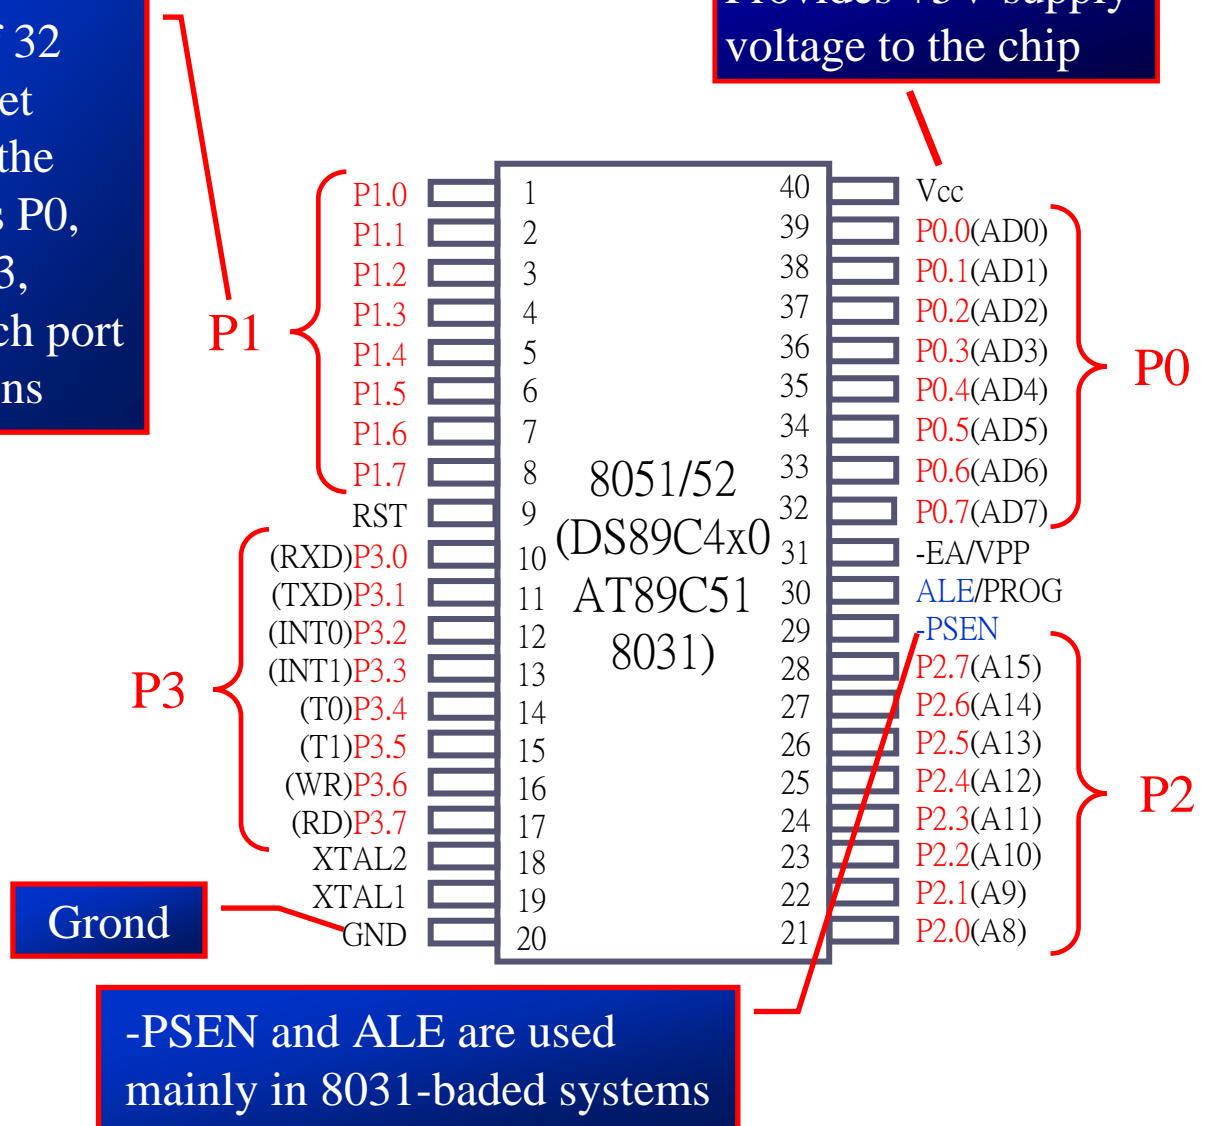 32
et
the
s P0,
3,
ch port
ns
voltage to the chip
P1
P1.0
P1.1
P1.2
P1.3
P1.4
P1.5
P1.6
P1.7
RST
P3
(RXD)P3.0
(TXD)P3.1
(INT0)P3.2
(INT1)P3.3
(T0)P3.4
(T1)P3.5
(WR)P3.6
(RD)P3.7
XTAL2
XTAL1
GND
Grond
1
2
3
4
5
6
7
8
9
10
11
12
13
14
15
16
17
18
19
20
8051/52
(DS89C4x0
AT89C51
8031)
40
39
38
37
36
35
34
33
32
31
30
29
28
27
26
25
24
23
22
21
Vcc
P0.0(AD0)
P0.1(AD1)
P0.2(AD2)
P0.3(AD3)
P0.4(AD4)
P0.5(AD5)
P0.6(AD6)
P0.7(AD7)
P0
-EA/VPP
ALE/PROG
-PSEN
P2.7(A15)
P2.6(A14)
P2.5(A13)
P2.4(A12)
P2.3(A11)
P2.2(A10)
P2.1(A9)
P2.0(A8)
P2
-PSEN and ALE are used
mainly in 8031-baded systems